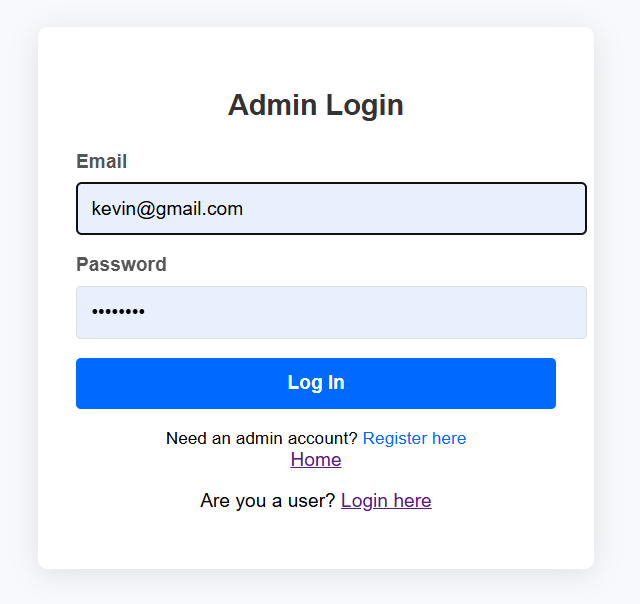 Admin Login
Email
kevin@gmail.com
Password
••••••••
Log In
Need an admin account? Register here
Home
Are you a user? Login here